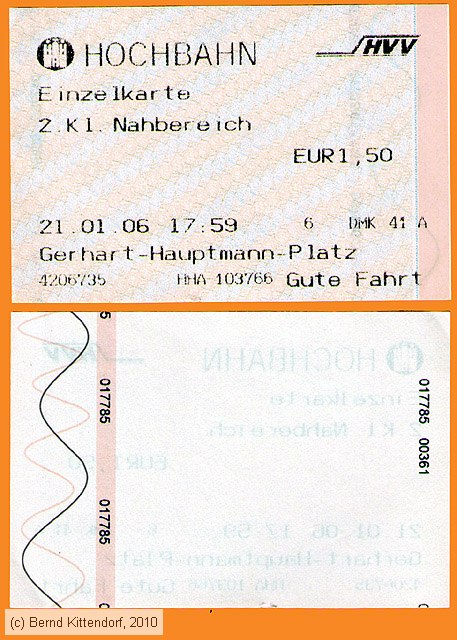 HOCHBAHN HVV
Einzelkarte
2.Kl. Nahbereich
EUR1,50
21.01.06 17:59 6 DMK 41 A
Gerhart-Hauptmann-Platz
4206735 HHA 103766 Gute Fahrt
5
017785
017785
017785 00361
(c) Bernd Kittendorf, 2010